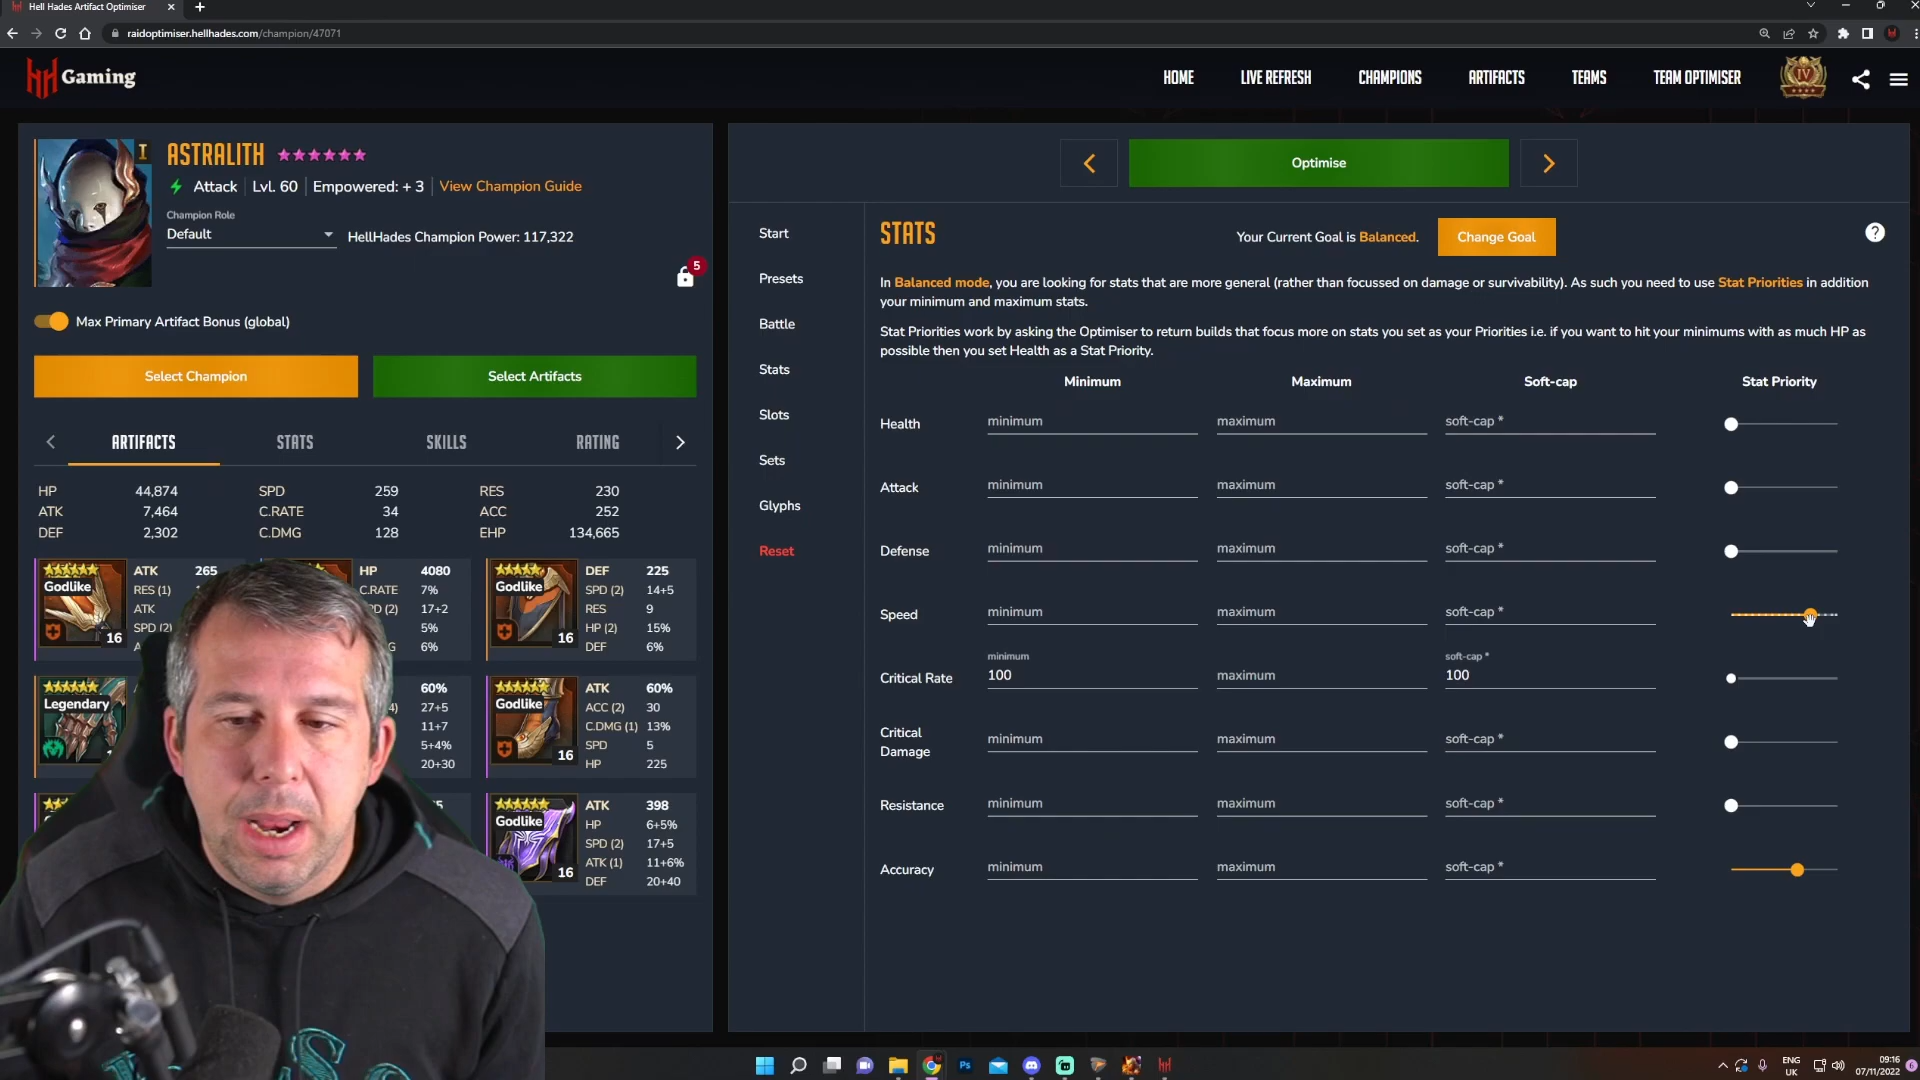 Hell Hades Artifact Optimiser
raidoptimiser.hellhades.com/champion/47071
Gaming
HOME
LIVE REFRESH
CHAMPIONS
ARTIFACTS
TEAMS
TEAM OPTIMISER
IV
I
ASTRALITH
Attack
Lvl. 60
Empowered: + 3
View Champion Guide
Champion Role
Default
HellHades Champion Power: 117,322
5
Max Primary Artifact Bonus (global)
Select Champion
Select Artifacts
ARTIFACTS
STATS
SKILLS
RATING
HP 44,874 SPD 259 RES 230
ATK 7,464 C.RATE 34 ACC 252
DEF 2,302 C.DMG 128 EHP 134,665
Godlike
16
ATK 265
RES (1)
ATK
SPD (2)
HP 4080
C.RATE 7%
17+2
5%
6%
Godlike
16
DEF 225
SPD (2) 14+5
RES 9
HP (2) 15%
DEF 6%
Legendary
60%
27+5
11+7
5+4%
20+30
Godlike
16
ATK 60%
ACC (2) 30
C.DMG (1) 13%
SPD 5
HP 225
Godlike
16
ATK 398
HP 6+5%
SPD (2) 17+5
ATK (1) 11+6%
DEF 20+40
Optimise
Start
Presets
Battle
Stats
Slots
Sets
Glyphs
Reset
STATS
Your Current Goal is Balanced.
Change Goal
?
In Balanced mode, you are looking for stats that are more general (rather than focussed on damage or survivability). As such you need to use Stat Priorities in addition
your minimum and maximum stats.
Stat Priorities work by asking the Optimiser to return builds that focus more on stats you set as your Priorities i.e. if you want to hit your minimums with as much HP as
possible then you set Health as a Stat Priority.
Minimum Maximum Soft-cap Stat Priority
Health minimum maximum soft-cap *
Attack minimum maximum soft-cap *
Defense minimum maximum soft-cap *
Speed minimum maximum soft-cap *
minimum soft-cap *
Critical Rate 100 maximum 100
Critical
Damage minimum maximum soft-cap *
Resistance minimum maximum soft-cap *
Accuracy minimum maximum soft-cap *
Ps
ENG
UK
09:16
07/11/2022
6